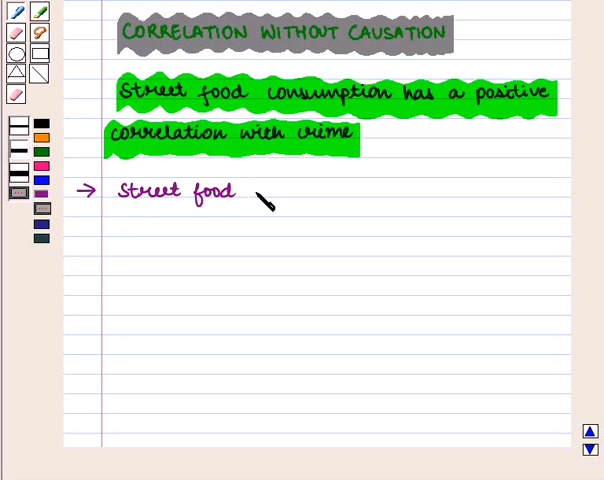 CORRELATION WITHOUT CAUSATION
Street food consumption has a positive
correlation with crime
→ Street food